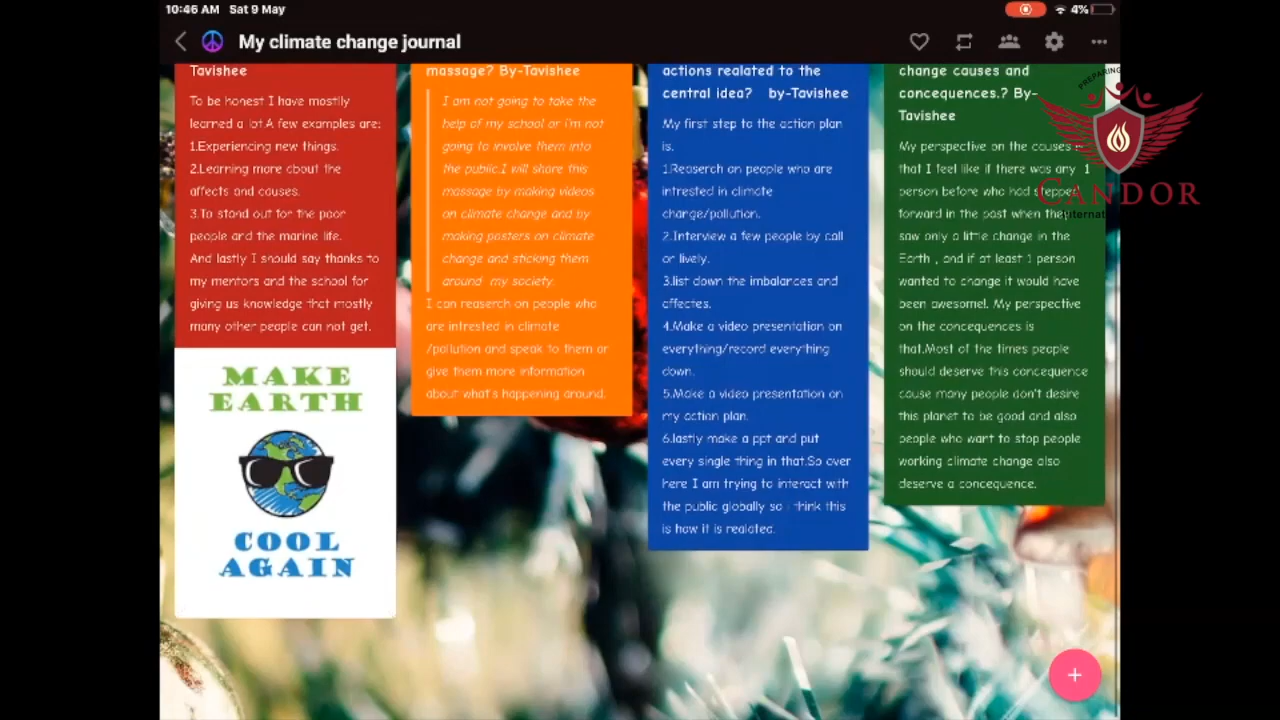 10:46 AM Sat 9 May
4%
My climate change journal
Tavishee
To be honest I have mostlly
learned a lot.A few examples are:
1.Experiencing new things.
2.Learning more about the
affects and causes.
3.To stand out for the poor
people and the marine life.
And lastly I should say thanks to
my mentors and the school for
giving us knowledge that mostly
many other people can not get.
MAKE
EARTH
COOL
AGAIN
massage? By-Tavishee
I am not going to take the
help of my school or i'm not
going to involve them into
the public.I will share this
massage by making videos
on climate change and by
making posters on climate
change and sticking them
around my society.
I can reaserch on people who
are intrested in climate
/pollution and speak to them or
give them more information
about what's happening around.
actions realated to the
central idea? by-Tavishee
My first step to the action plan
is.
1.Reaserch on people who are
intrested in climate
change/pollution.
2.Interview a few people by call
or lively.
3.list down the imbalances and
affectes.
4.Make a video presentation on
everything/record everything
down.
5.Make a video presentation on
my action plan.
6.lastly make a ppt and put
every single thing in that.So over
here I am trying to interact with
the public globally so i think this
is how it is realated.
change causes and
concequences.? By-
Tavishee
My perspective on the causes
that I feel like if there was any 1
person before who had stepped
forward in the past when they
saw only a little change in the
Earth , and if at least 1 person
wanted to change it would have
been awesome!. My perspective
on the concequences is
that.Most of the times people
should deserve this concequence
cause many people don't desire
this planet to be good and also
people who want to stop people
working climate change also
deserve a concequence.
PREPARING
CANDOR
+